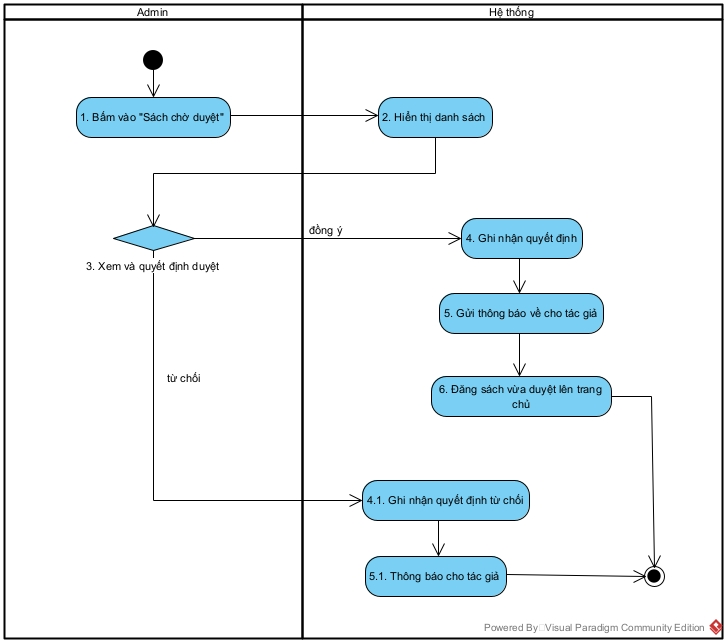 Admin
Hệ thống
1. Bấm vào "Sách chờ duyệt"
2. Hiển thị danh sách
đồng ý
4. Ghi nhận quyết định
3. Xem và quyết định duyệt
5. Gửi thông báo về cho tác giả
từ chối
6. Đăng sách vừa duyệt lên trang
chủ
4.1. Ghi nhận quyết định từ chối
5.1. Thông báo cho tác giả
Powered By Visual Paradigm Community Edition